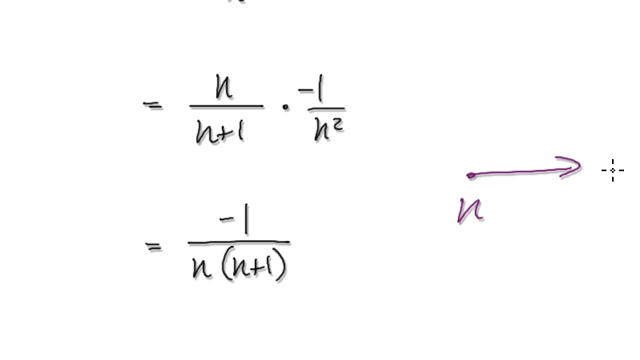 = n/(n+1) · -1/n²
n
= -1/(n(n+1))